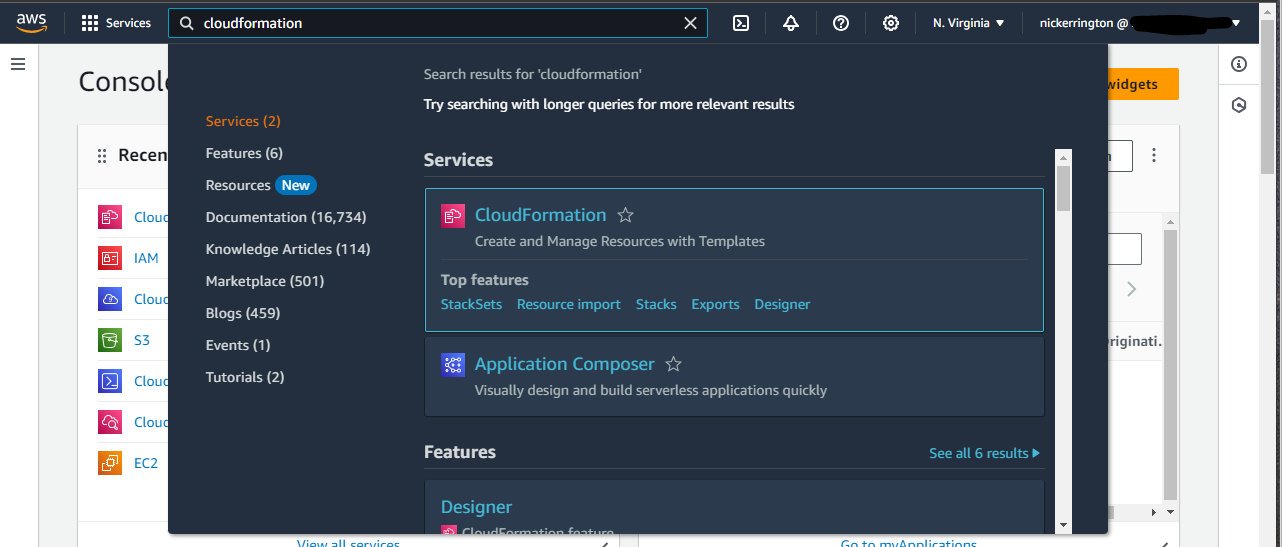 aws
Services
cloudformation
N. Virginia
nickerrington @
Search results for 'cloudformation'
Try searching with longer queries for more relevant results
widgets
Services (2)
Features (6)
Resources New
Documentation (16,734)
Knowledge Articles (114)
Marketplace (501)
Blogs (459)
Events (1)
Tutorials (2)
Services
CloudFormation
Create and Manage Resources with Templates
Top features
StackSets Resource import Stacks Exports Designer
Application Composer
Visually design and build serverless applications quickly
Features
See all 6 results
Designer
CloudFormation feature
Console
Recen
Cloud
IAM
Cloud
S3
Cloud
Cloud
EC2
Originati...
View all services
Go to myApplications